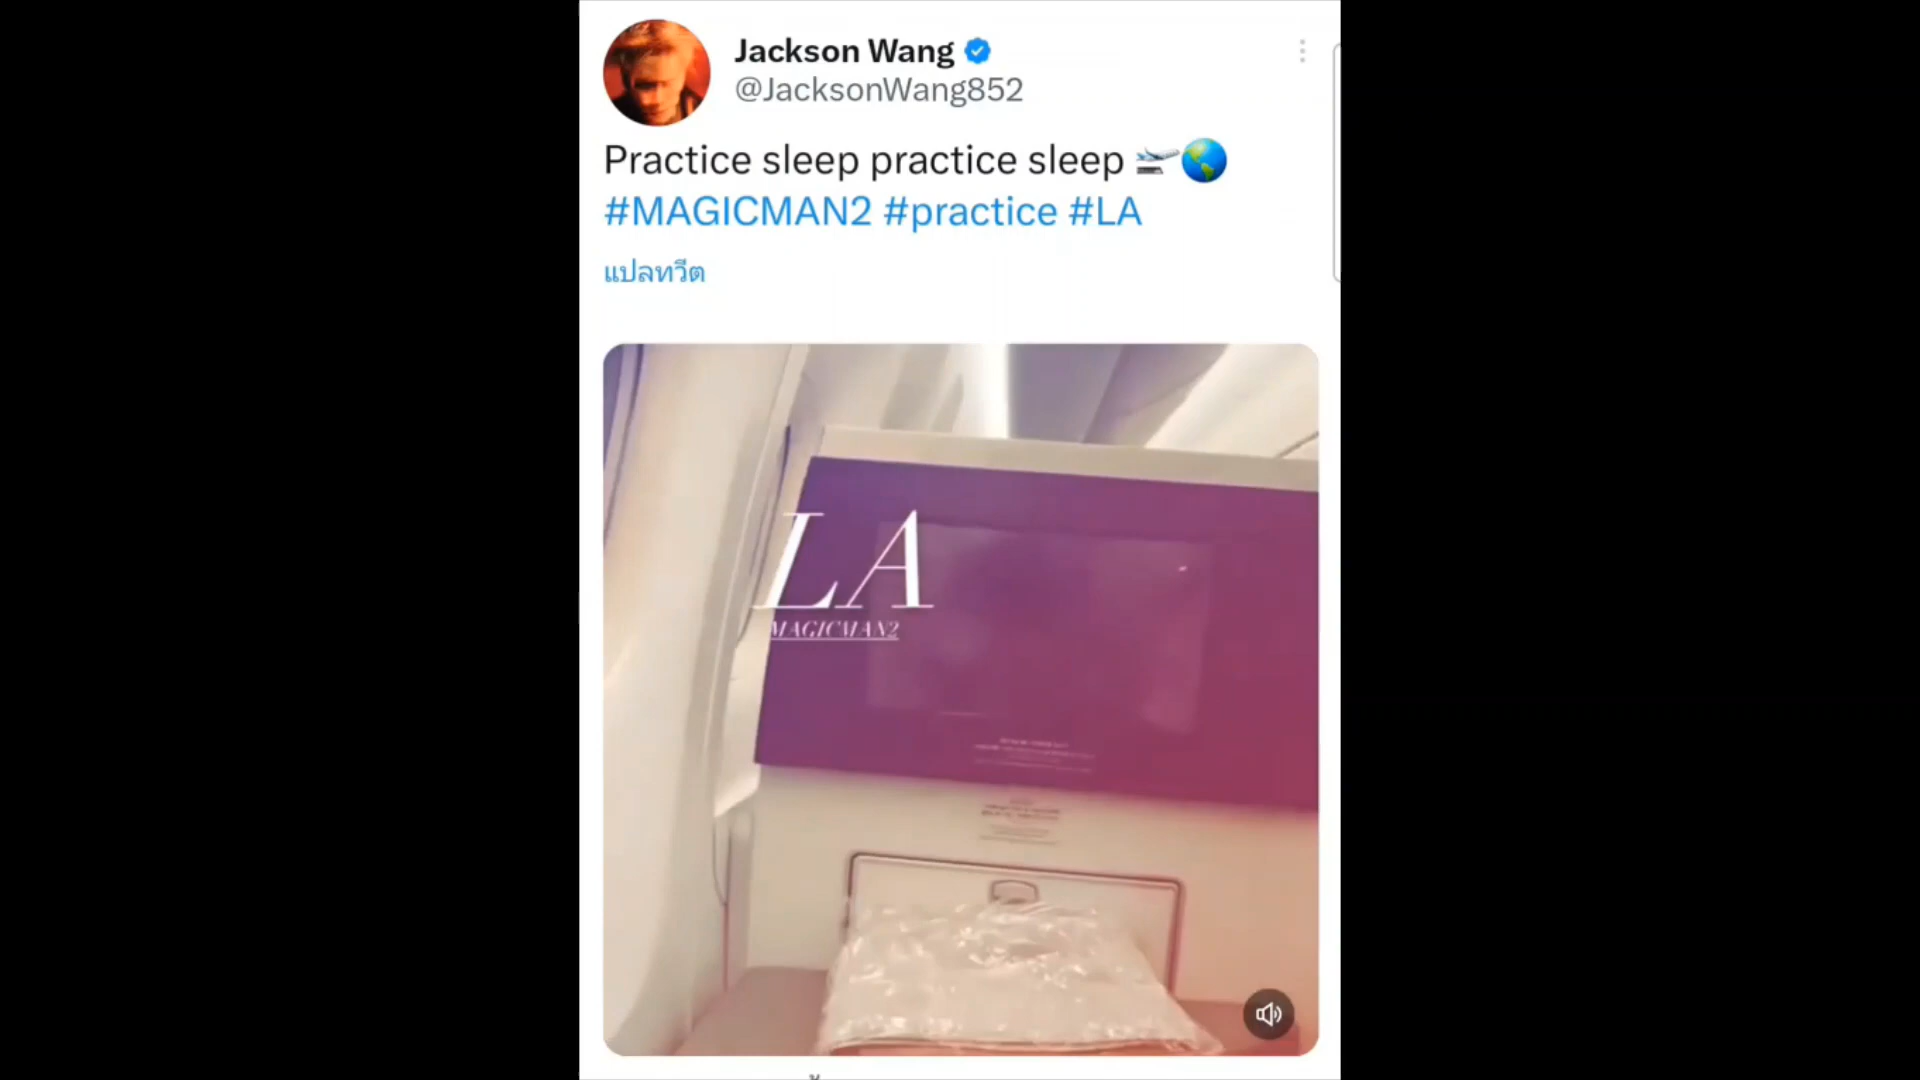 Jackson Wang
@JacksonWang852
Practice sleep practice sleep 🛫🌎
#MAGICMAN2 #practice #LA
แปลทวีต
LA
MAGICMAN2